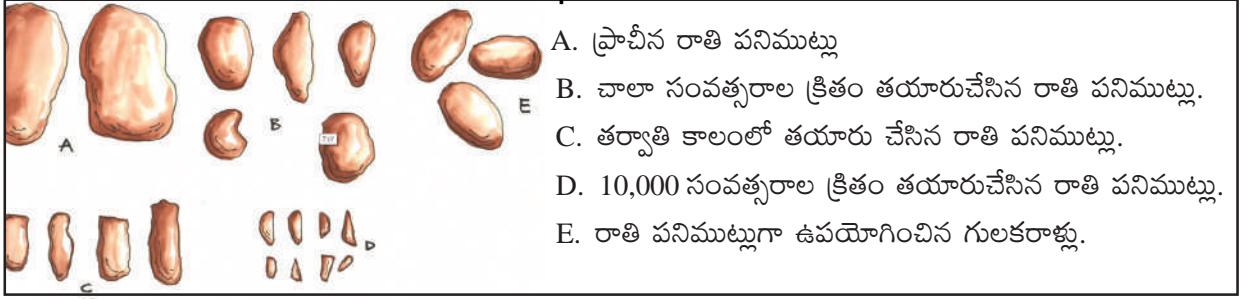 A. ప్రాచీన రాతి పనిముట్లు
B. చాలా సంవత్సరాల క్రితం తయారుచేసిన రాతి పనిముట్లు.
C. తర్వాతి కాలంలో తయారు చేసిన రాతి పనిముట్లు.
D. 10,000 సంవత్సరాల క్రితం తయారుచేసిన రాతి పనిముట్లు.
E. రాతి పనిముట్లుగా ఉపయోగించిన గులకరాళ్లు.
A
B
E
C
D